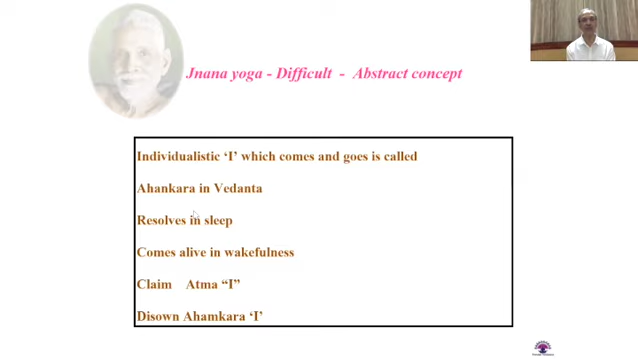 Jnana yoga - Difficult - Abstract concept
Individualistic ‘I’ which comes and goes is called
Ahankara in Vedanta
Resolves in sleep
Comes alive in wakefulness
Claim Atma “I”
Disown Ahamkara ‘I’